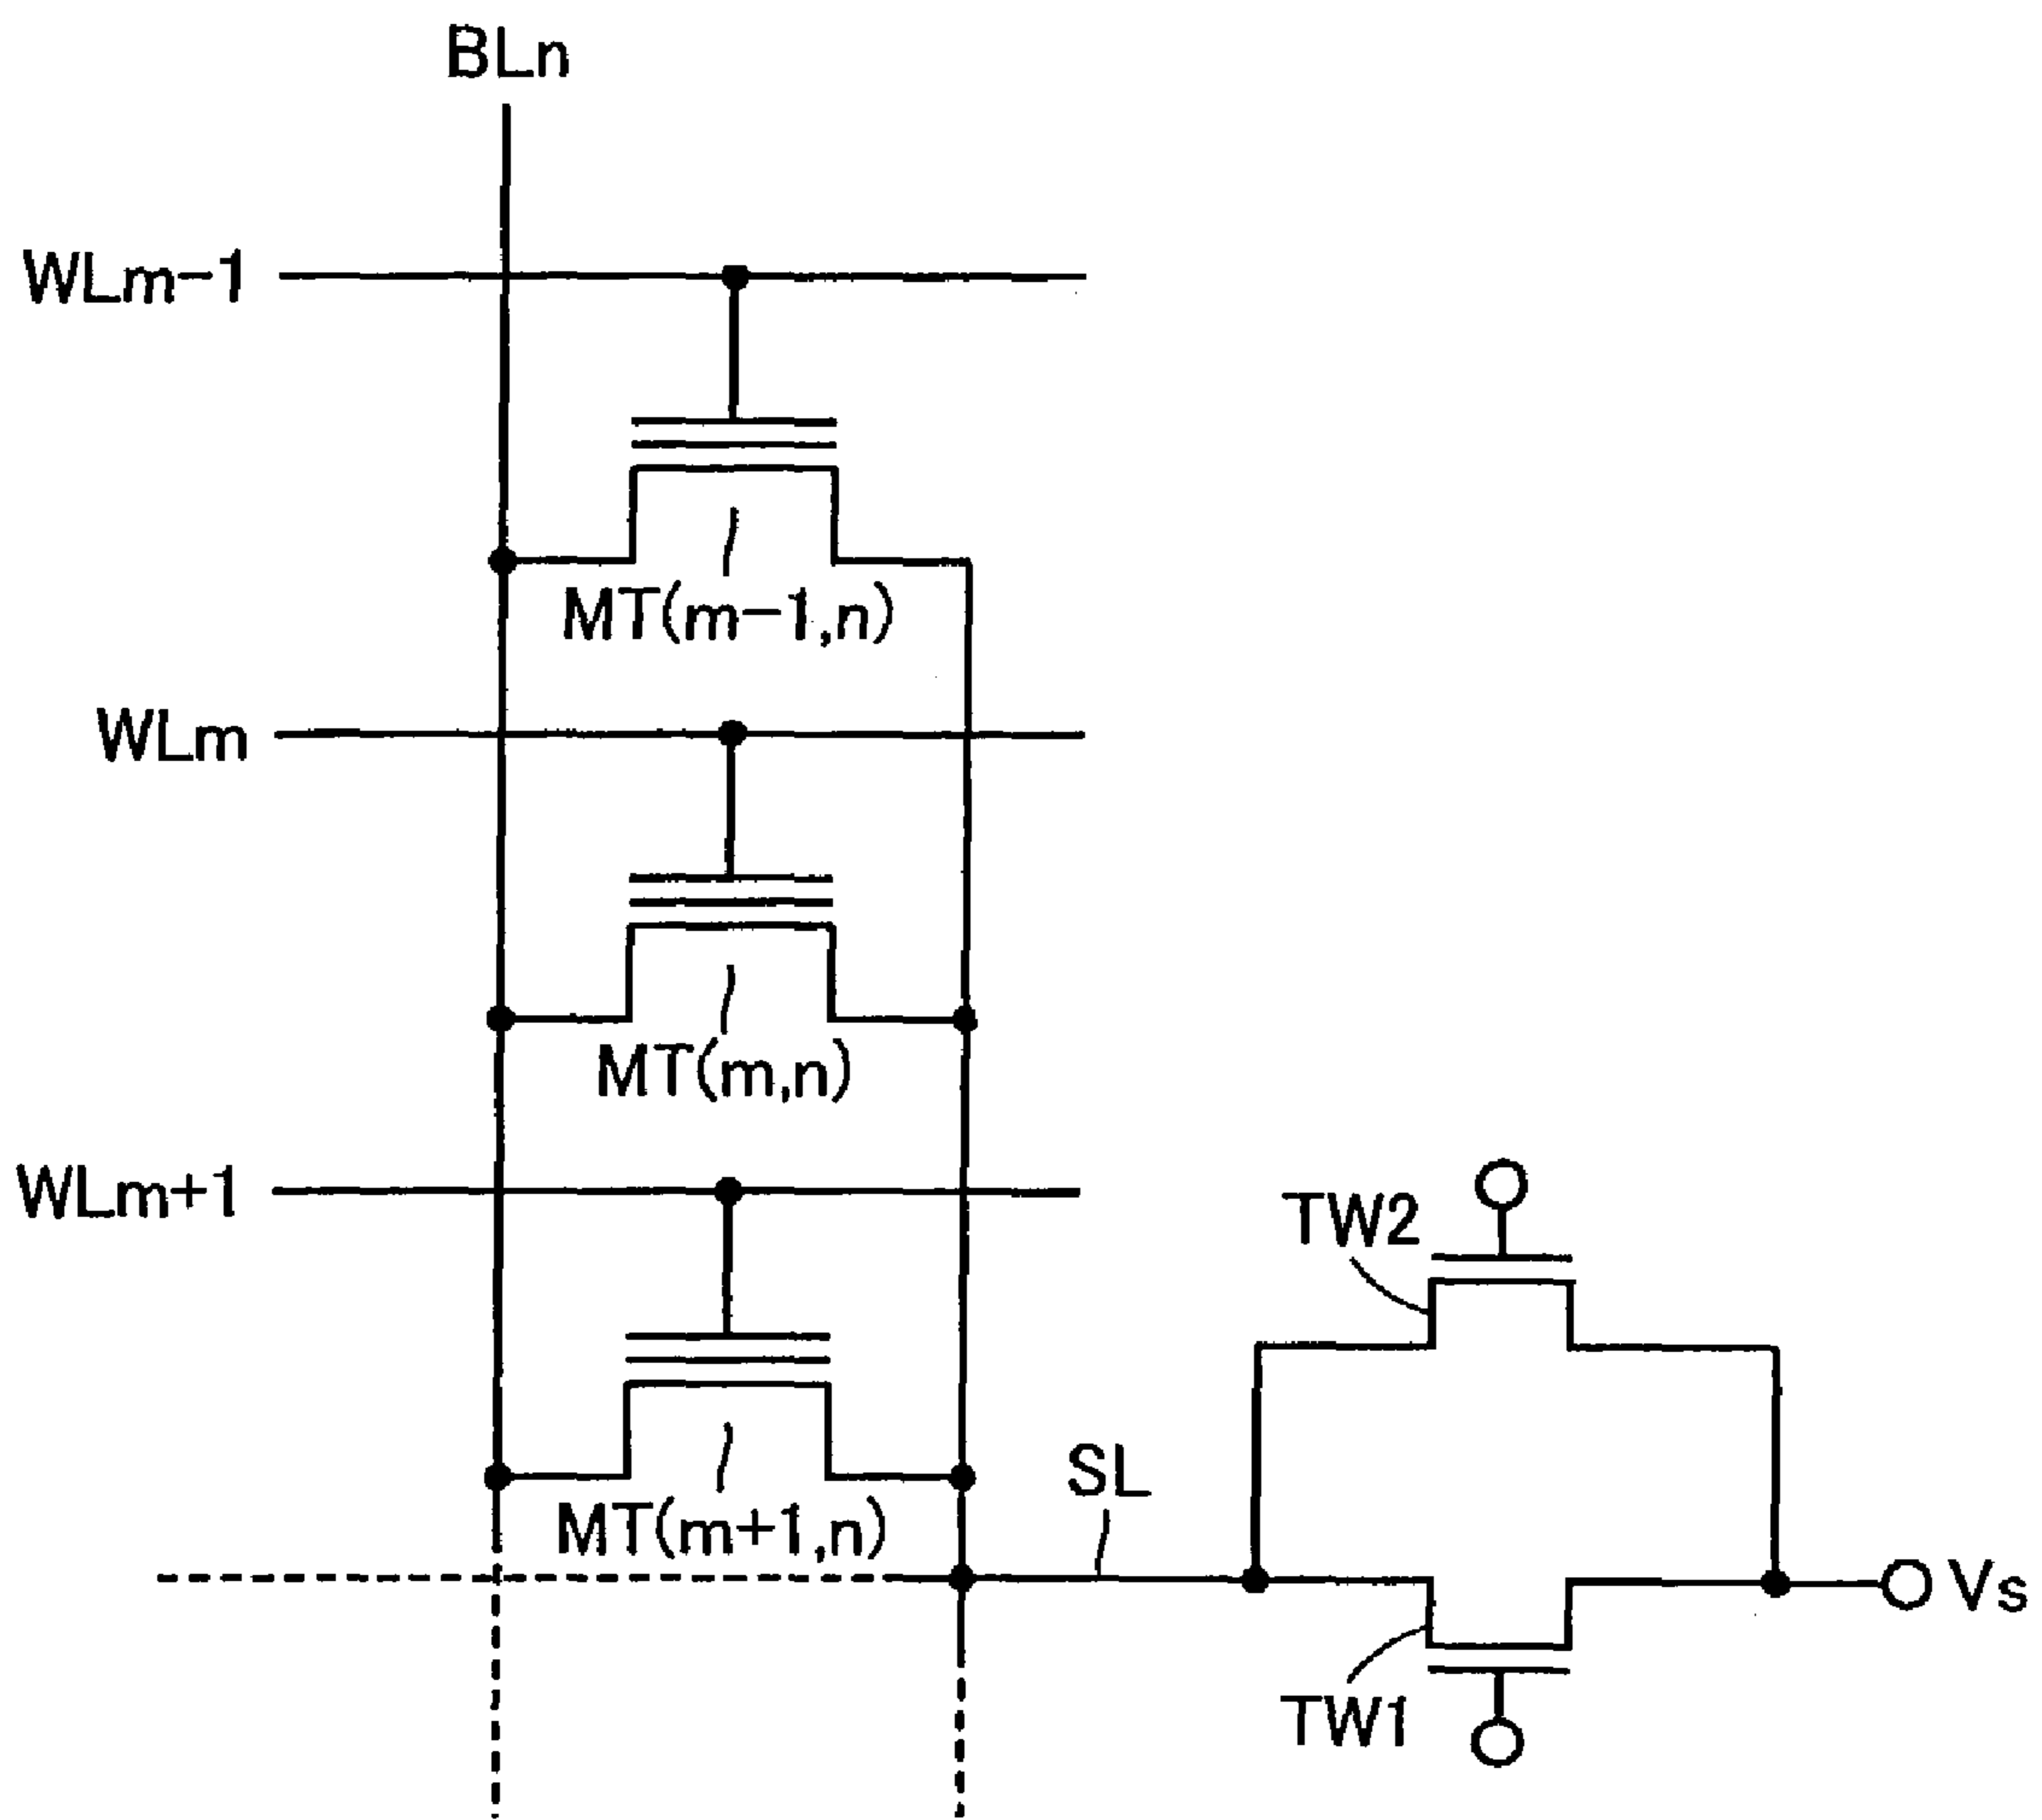 BLn
WLm-1
MT(m-1,n)
WLm
MT(m,n)
WLm+1
TW2
SL
MT(m+1,n)
Vs
TW1